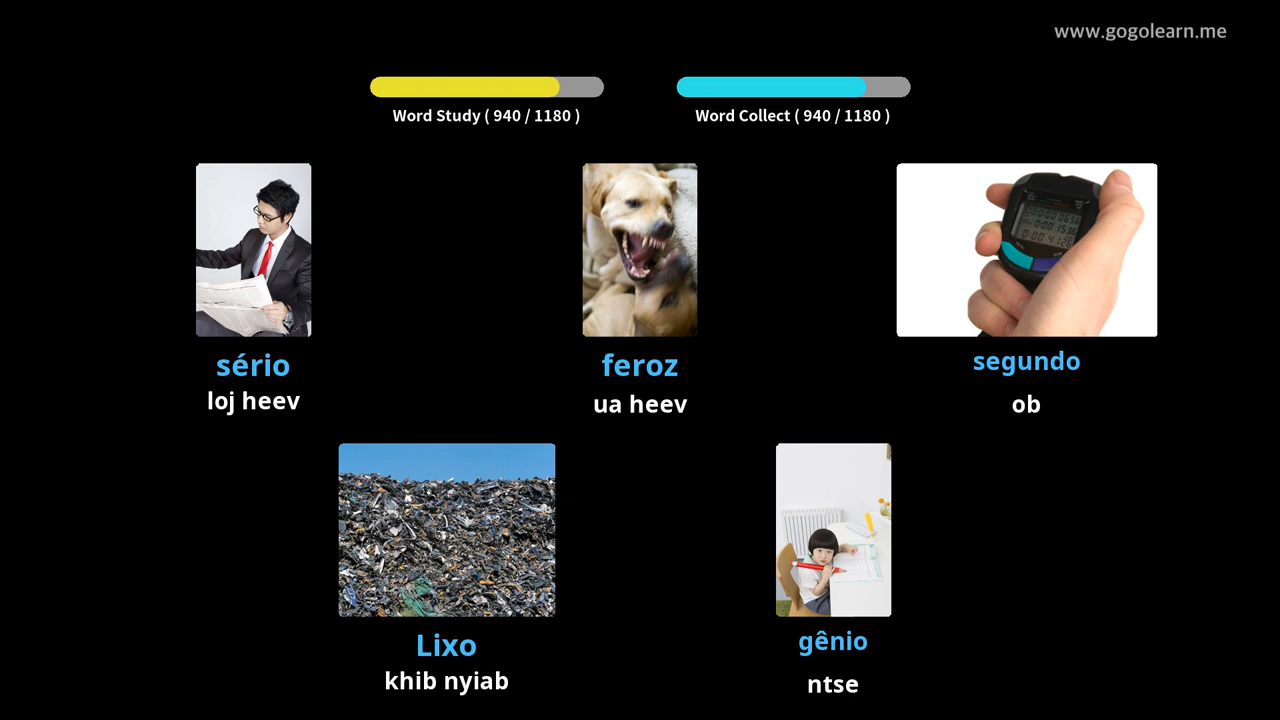 www.gogolearn.me
Word Study ( 940 / 1180 )
Word Collect ( 940 / 1180 )
sério
loj heev
feroz
ua heev
segundo
ob
Lixo
khib nyiab
gênio
ntse